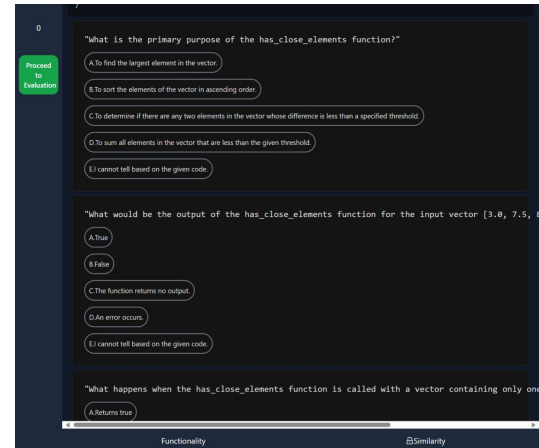 0
Proceed
to
Evaluation
"What is the primary purpose of the has_close_elements function?"
A.To find the largest element in the vector.
B.To sort the elements of the vector in ascending order.
C.To determine if there are any two elements in the vector whose difference is less than a specified threshold.
D.To sum all elements in the vector that are less than the given threshold.
E.I cannot tell based on the given code.
"What would be the output of the has_close_elements function for the input vector [3.0, 7.5,
A.True
B.False
C.The function returns no output.
D.An error occurs.
E.I cannot tell based on the given code.
"What happens when the has_close_elements function is called with a vector containing only one
A.Returns true
Functionality
Similarity